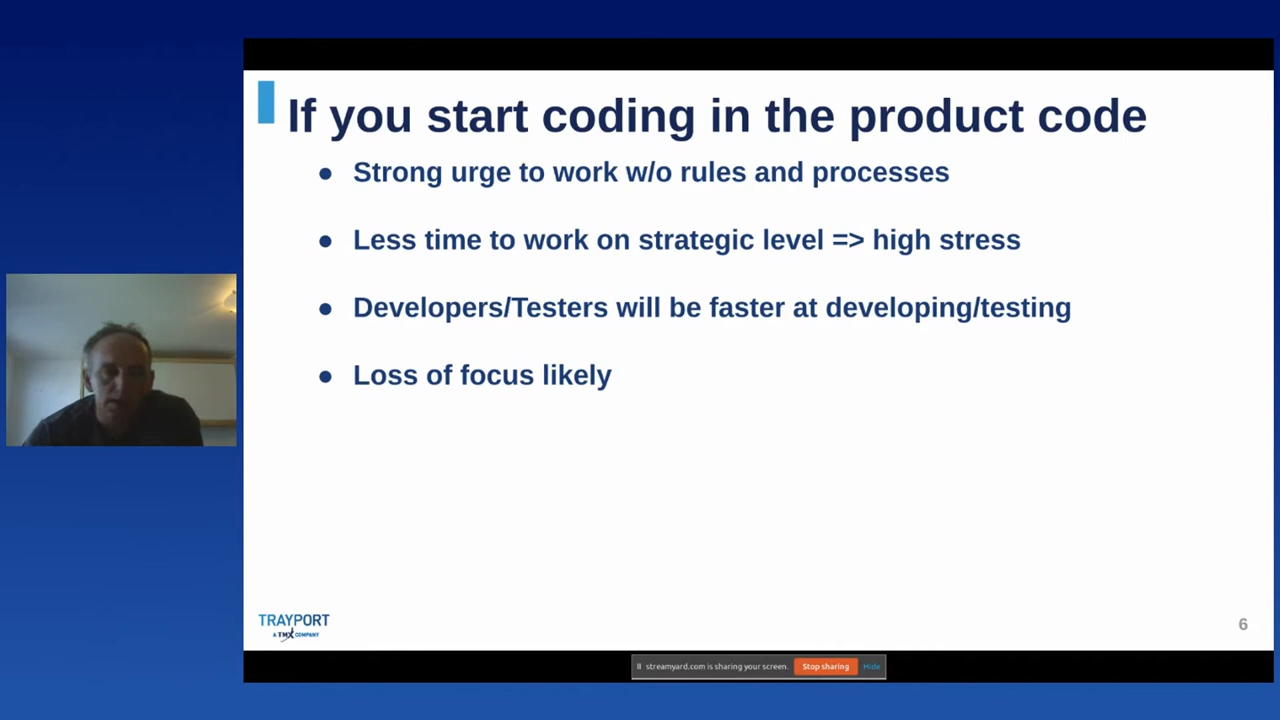 If you start coding in the product code
● Strong urge to work w/o rules and processes
● Less time to work on strategic level => high stress
● Developers/Testers will be faster at developing/testing
● Loss of focus likely
TRAYPORT
A TMX COMPANY
6
streamyard.com is sharing your screen. Stop sharing Hide